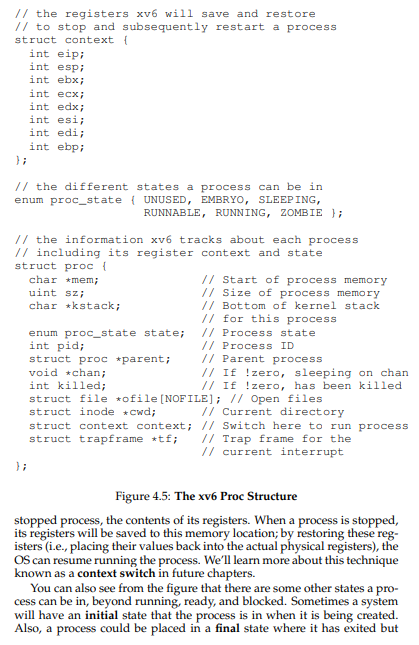 // the registers xv6 will save and restore
// to stop and subsequently restart a process
struct context {
  int eip;
  int esp;
  int ebx;
  int ecx;
  int edx;
  int esi;
  int edi;
  int ebp;
};
// the different states a process can be in
enum proc_state { UNUSED, EMBRYO, SLEEPING,
                  RUNNABLE, RUNNING, ZOMBIE };
// the information xv6 tracks about each process
// including its register context and state
struct proc {
  char *mem;                  // Start of process memory
  uint sz;                    // Size of process memory
  char *kstack;               // Bottom of kernel stack
                              // for this process
  enum proc_state state;      // Process state
  int pid;                    // Process ID
  struct proc *parent;        // Parent process
  void *chan;                 // If !zero, sleeping on chan
  int killed;                 // If !zero, has been killed
  struct file *ofile[NOFILE]; // Open files
  struct inode *cwd;          // Current directory
  struct context context;     // Switch here to run process
  struct trapframe *tf;       // Trap frame for the
                              // current interrupt
};
Figure 4.5: The xv6 Proc Structure
stopped process, the contents of its registers. When a process is stopped,
its registers will be saved to this memory location; by restoring these reg-
isters (i.e., placing their values back into the actual physical registers), the
OS can resume running the process. We'll learn more about this technique
known as a context switch in future chapters.
You can also see from the figure that there are some other states a pro-
cess can be in, beyond running, ready, and blocked. Sometimes a system
will have an initial state that the process is in when it is being created.
Also, a process could be placed in a final state where it has exited but